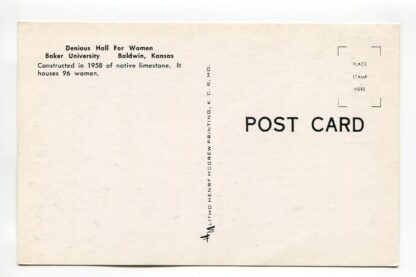 Denious Hall For Women
Baker University Baldwin, Kansas
Constructed in 1958 of native limestone. It
houses 96 women.
PLACE
STAMP
HERE
POST CARD
LITHO HENRY MCGREW PRINTING, K. C. 8, MO.